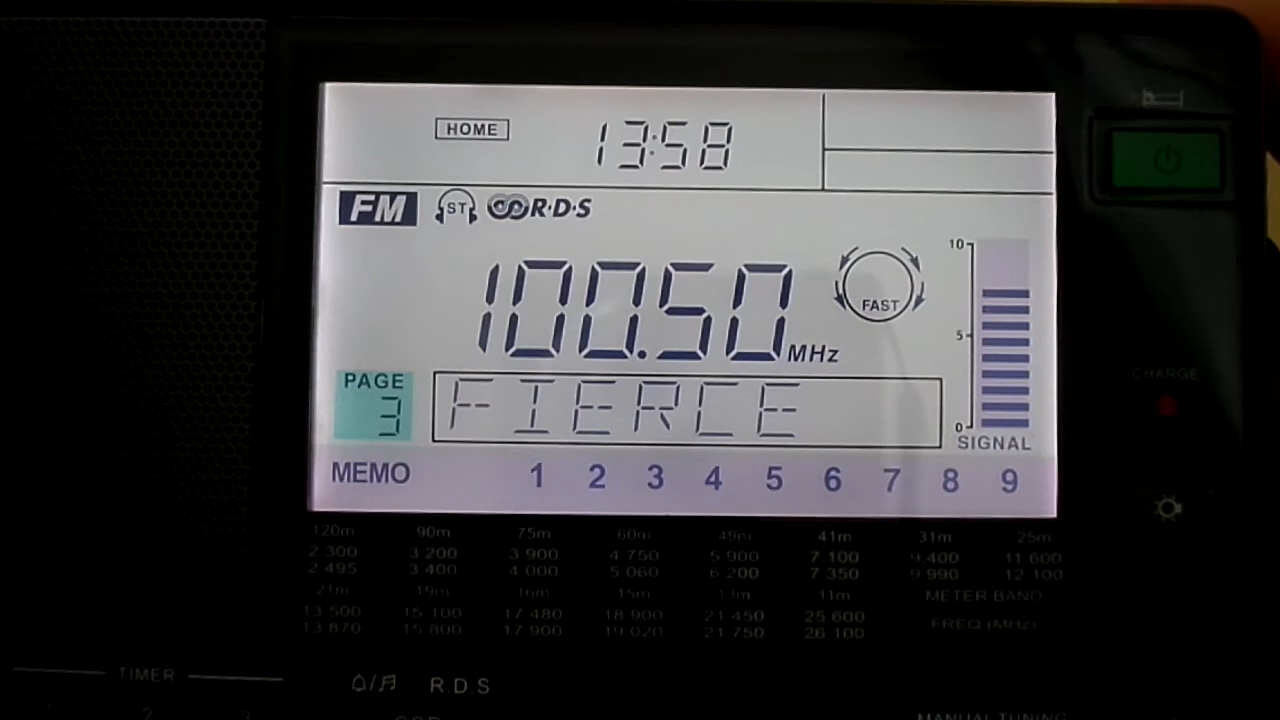 HOME 13:58
FM ST R·D·S
10
100.50 MHz
FAST
5
PAGE
3
FIERCE
0
SIGNAL
MEMO 1 2 3 4 5 6 7 8 9
CHARGE
120m 90m 75m 60m 49m 41m 31m 25m
2 300 3 200 3 900 4 750 5 900 7 100 9 400 11 600
2 495 3 400 4 000 5 060 6 200 7 350 9 990 12 100
21m 19m 16m 15m 13m 11m METER BAND
13 500 15 100 17 480 18 900 21 450 25 600 FREQ (MHz)
13 870 15 800 17 900 19 020 21 750 26 100
TIMER
R.D.S
MANUAL TUNING